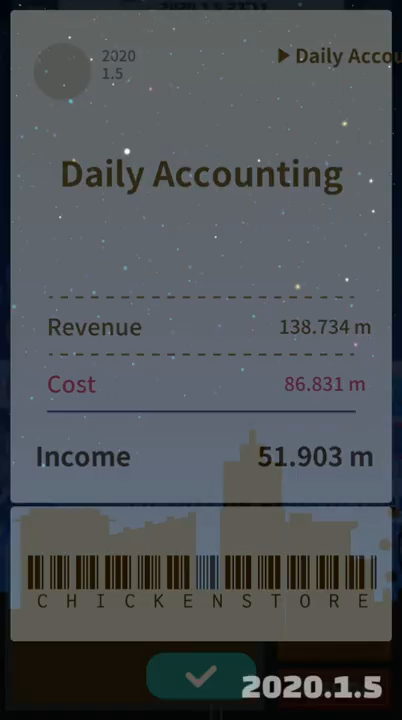 2020
1.5
Daily Accou
Daily Accounting
Revenue 138.734 m
Cost 86.831 m
Income 51.903 m
CHICKENSTORE
2020.1.5